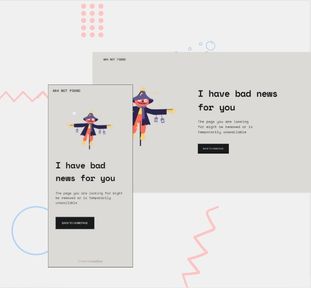 404 NOT FOUND
I have bad news
for you
The page you are looking
for might be removed or is
temporarily unavailable
BACK TO HOMEPAGE
404 NOT FOUND
I have bad
news for you
The page you are looking for might
be removed or is temporarily
unavailable
BACK TO HOMEPAGE